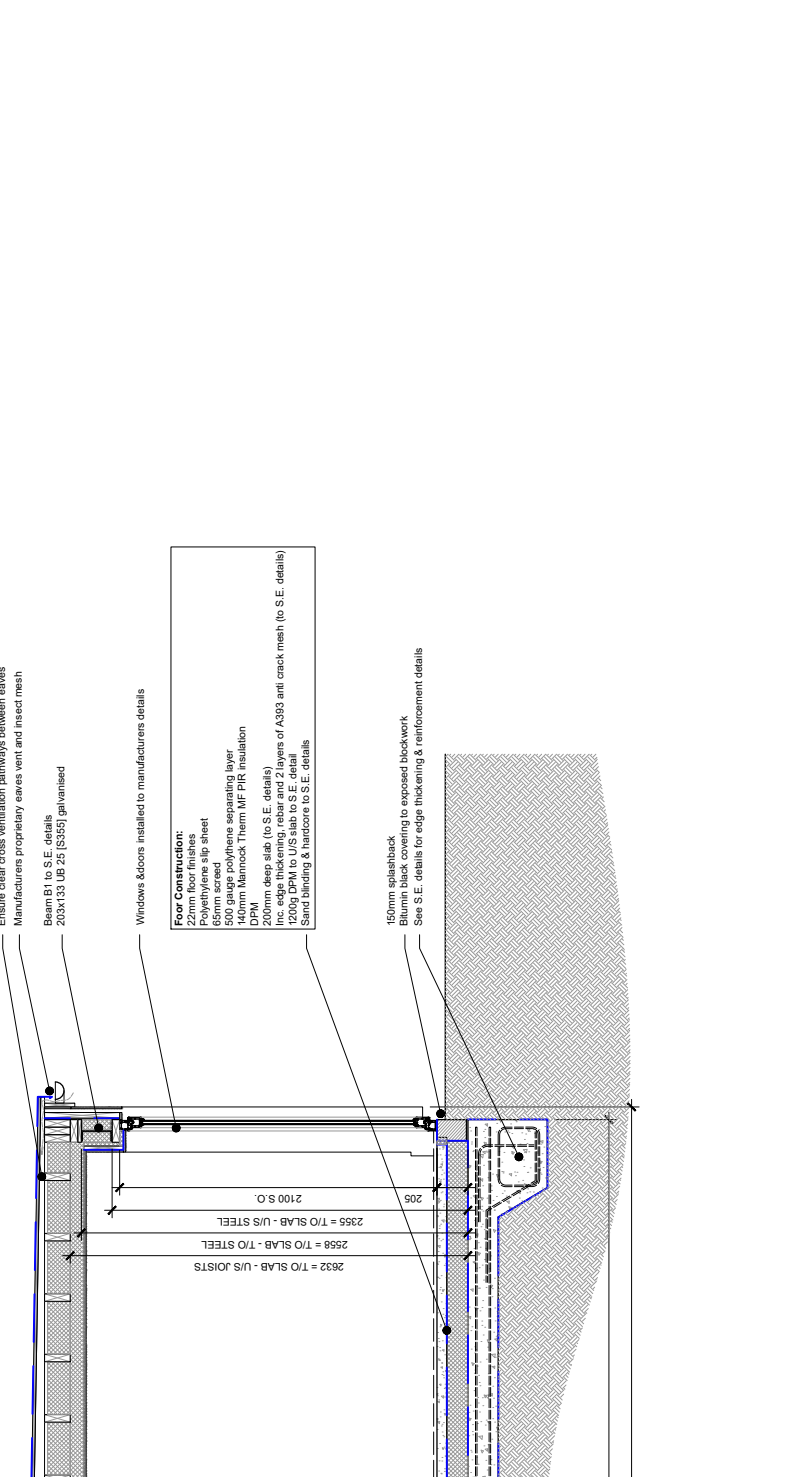 Ensure clear cross ventilation pathways between eaves
Manufacturers proprietary eaves vent and insect mesh
Beam B1 to S.E. details
203x133 UB 25 [S355] galvanised
Windows &doors installed to manufacturers details
Foor Construction:
22mm floor finishes
Polyethylene slip sheet
65mm screed
500 gauge polythene separating layer
140mm Mannock Therm MF PIR insulation
DPM
200mm deep slab (to S.E. details)
Inc. edge thickening, rebar and 2 layers of A393 anti crack mesh (to S.E. details)
1200g DPM to U/S slab to S.E. detail
Sand blinding & hardcore to S.E. details
150mm splashback
Bitumin black covering to exposed blockwork
See S.E. details for edge thickening & reinforcement details
2100 S.O.
205
2355 = T/O SLAB - U/S STEEL
2558 = T/O SLAB - T/O STEEL
2632 = T/O SLAB - U/S JOISTS